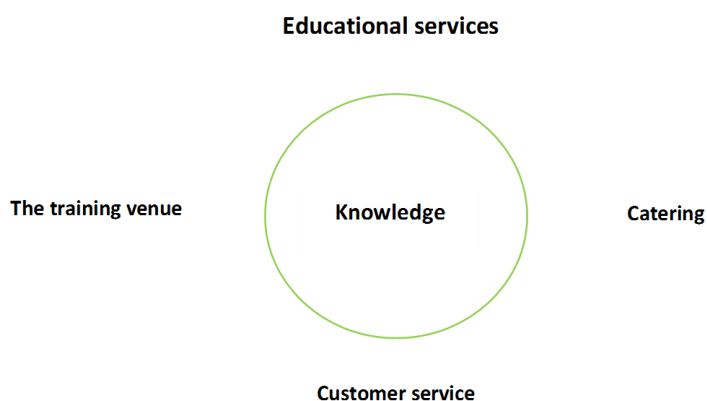 Educational services
The training venue
Knowledge
Catering
Customer service